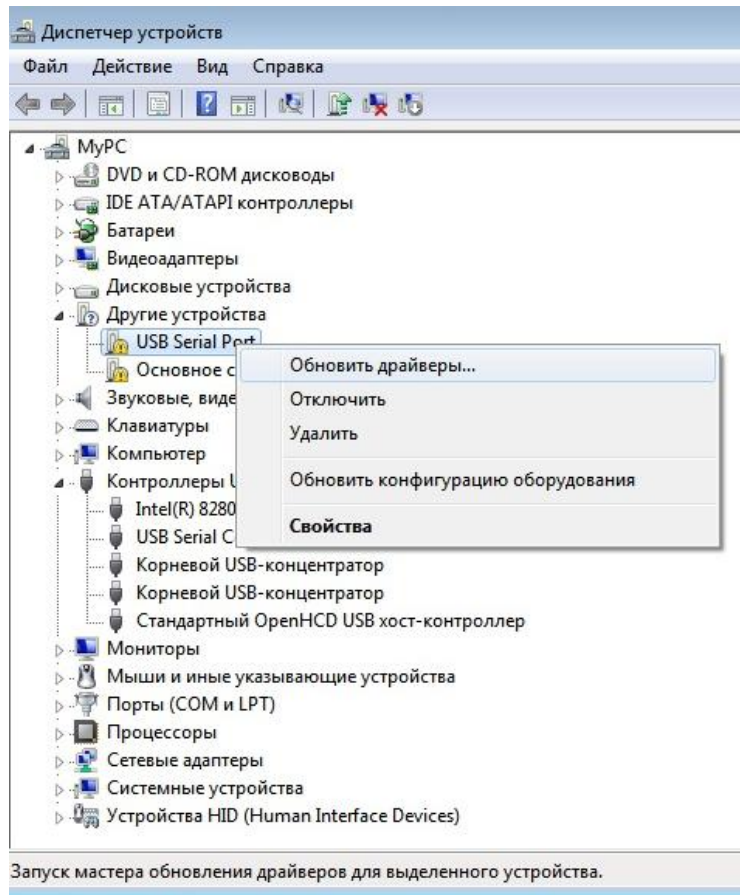 Диспетчер устройств
Файл Действие Вид Справка
MyPC
DVD и CD-ROM дисководы
IDE ATA/ATAPI контроллеры
Батареи
Видеоадаптеры
Дисковые устройства
Другие устройства
USB Serial Port
Основное с
Обновить драйверы...
Отключить
Удалить
Обновить конфигурацию оборудования
Свойства
Звуковые, виде
Клавиатуры
Компьютер
Контроллеры U
Intel(R) 8280
USB Serial C
Корневой USB-концентратор
Корневой USB-концентратор
Стандартный OpenHCD USB хост-контроллер
Мониторы
Мыши и иные указывающие устройства
Порты (COM и LPT)
Процессоры
Сетевые адаптеры
Системные устройства
Устройства HID (Human Interface Devices)
Запуск мастера обновления драйверов для выделенного устройства.